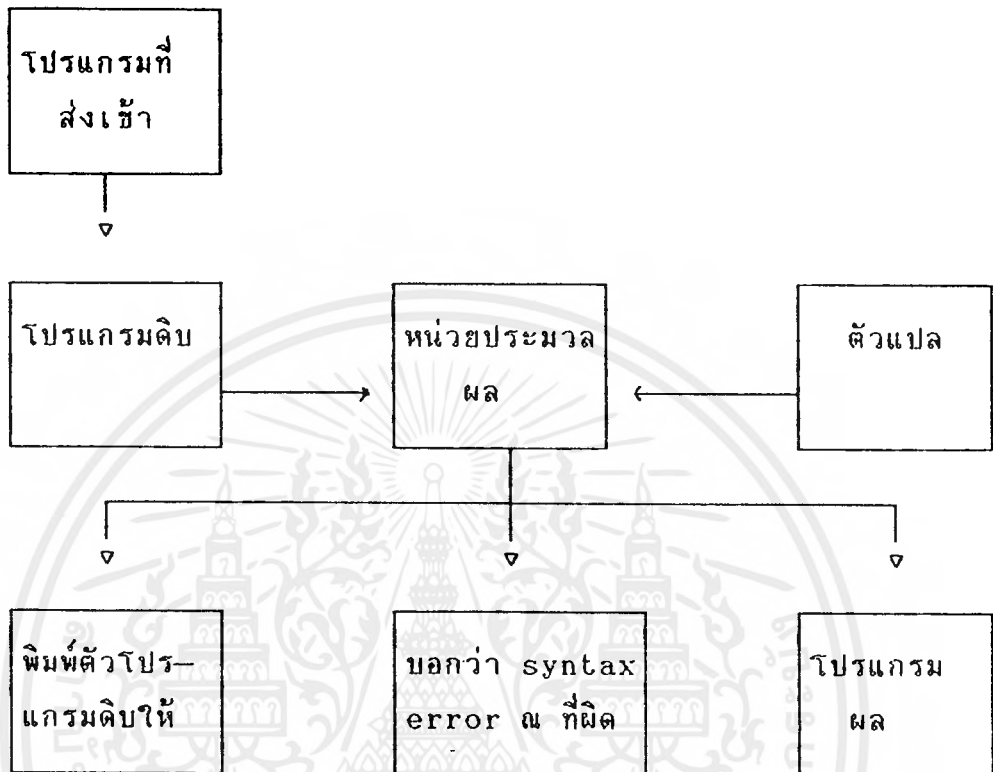 โปรแกรมที่
ส่งเข้า
โปรแกรมดิบ
หน่วยประมวล
ผล
ตัวแปล
พิมพ์ตัวโปร-
แกรมดิบให้
บอกว่า syntax
error ณ ที่ผิด
โปรแกรม
ผล